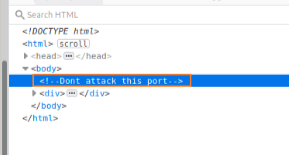 Search HTML
<!DOCTYPE html>
<html> scroll
<head> ⋯ </head>
<body>
<!--Dont attack this port-->
<div> ⋯ </div>
</body>
</html>